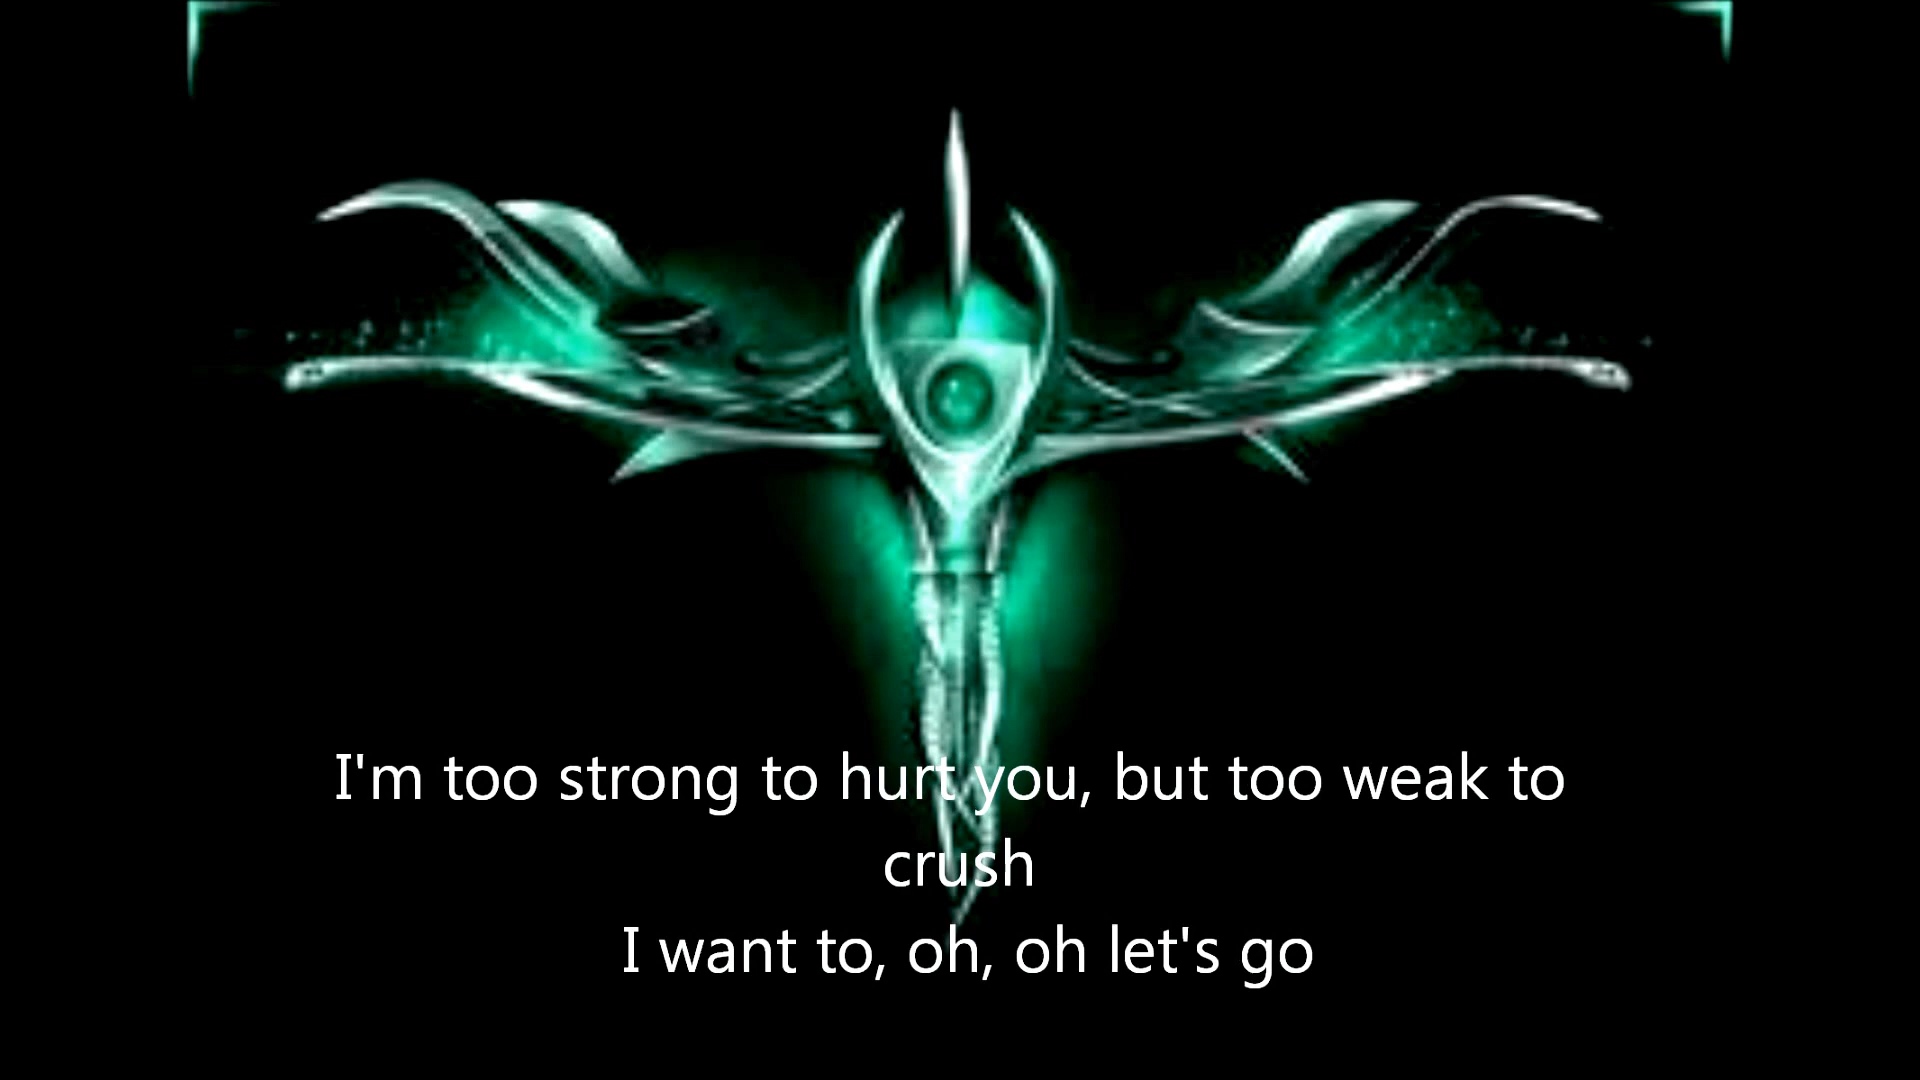 I'm too strong to hurt you, but too weak to
crush
I want to, oh, oh let's go